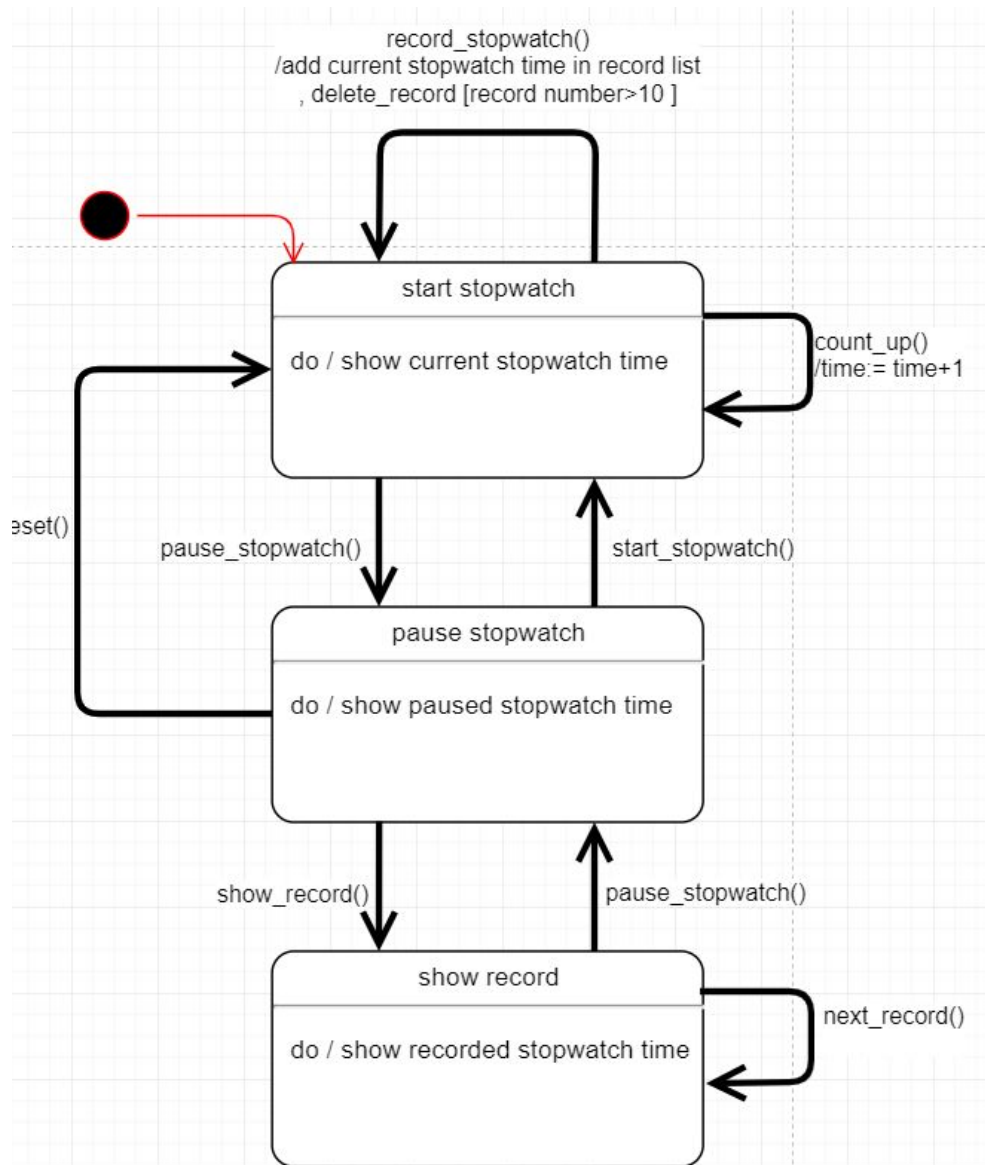 record_stopwatch()
/add current stopwatch time in record list
, delete_record [record number>10 ]
start stopwatch
do / show current stopwatch time
count_up()
/time:= time+1
eset()
pause_stopwatch()
start_stopwatch()
pause stopwatch
do / show paused stopwatch time
show_record()
pause_stopwatch()
show record
do / show recorded stopwatch time
next_record()